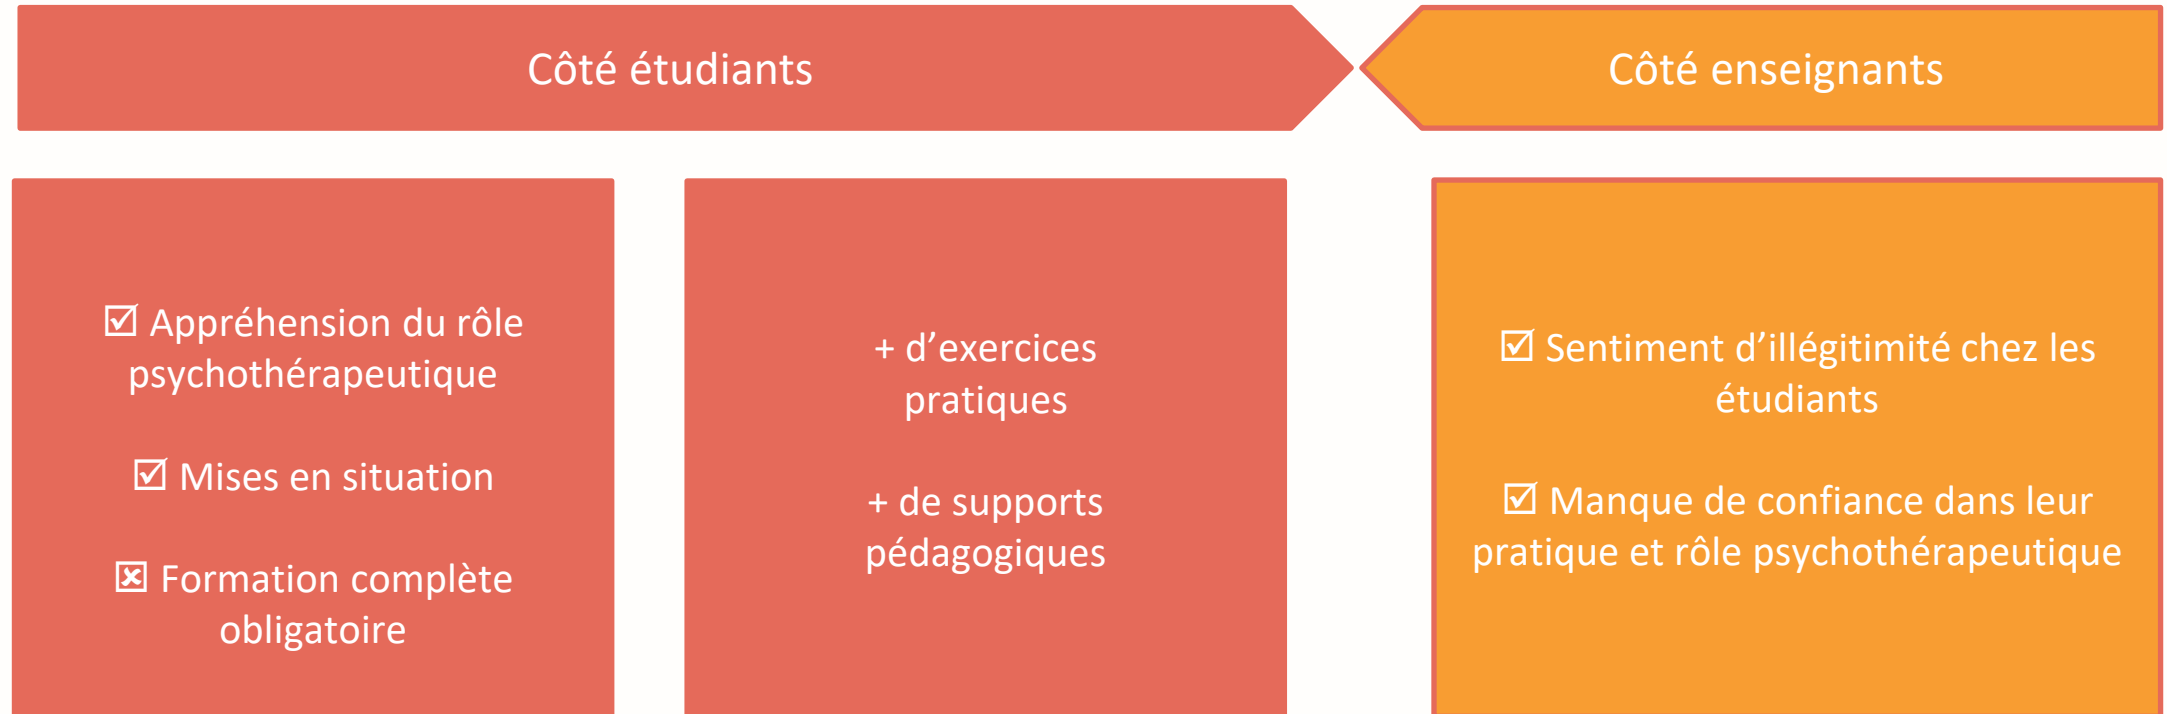 Côté étudiants
Côté enseignants
☑ Appréhension du rôle
psychothérapeutique
☑ Mises en situation
☒ Formation complète
obligatoire
+ d’exercices
pratiques
+ de supports
pédagogiques
☑ Sentiment d’illégitimité chez les
étudiants
☑ Manque de confiance dans leur
pratique et rôle psychothérapeutique